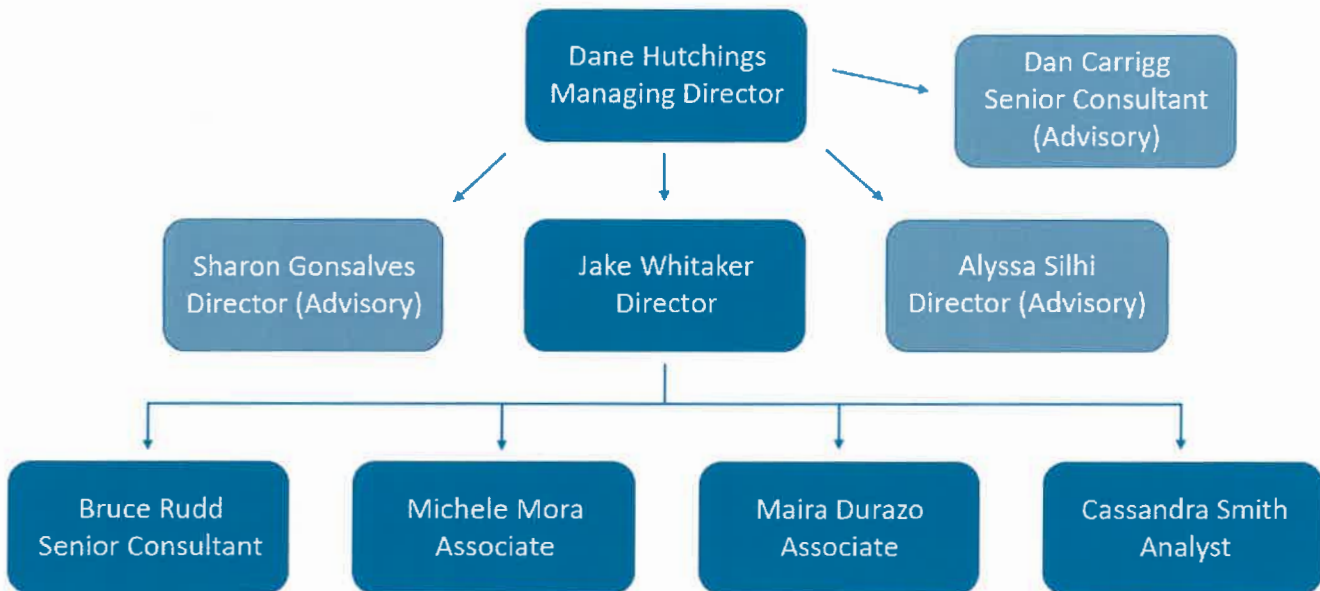 Dane Hutchings
Managing Director
Dan Carrigg
Senior Consultant
(Advisory)
Sharon Gonsalves
Director (Advisory)
Jake Whitaker
Director
Alyssa Silhi
Director (Advisory)
Bruce Rudd
Senior Consultant
Michele Mora
Associate
Maira Durazo
Associate
Cassandra Smith
Analyst